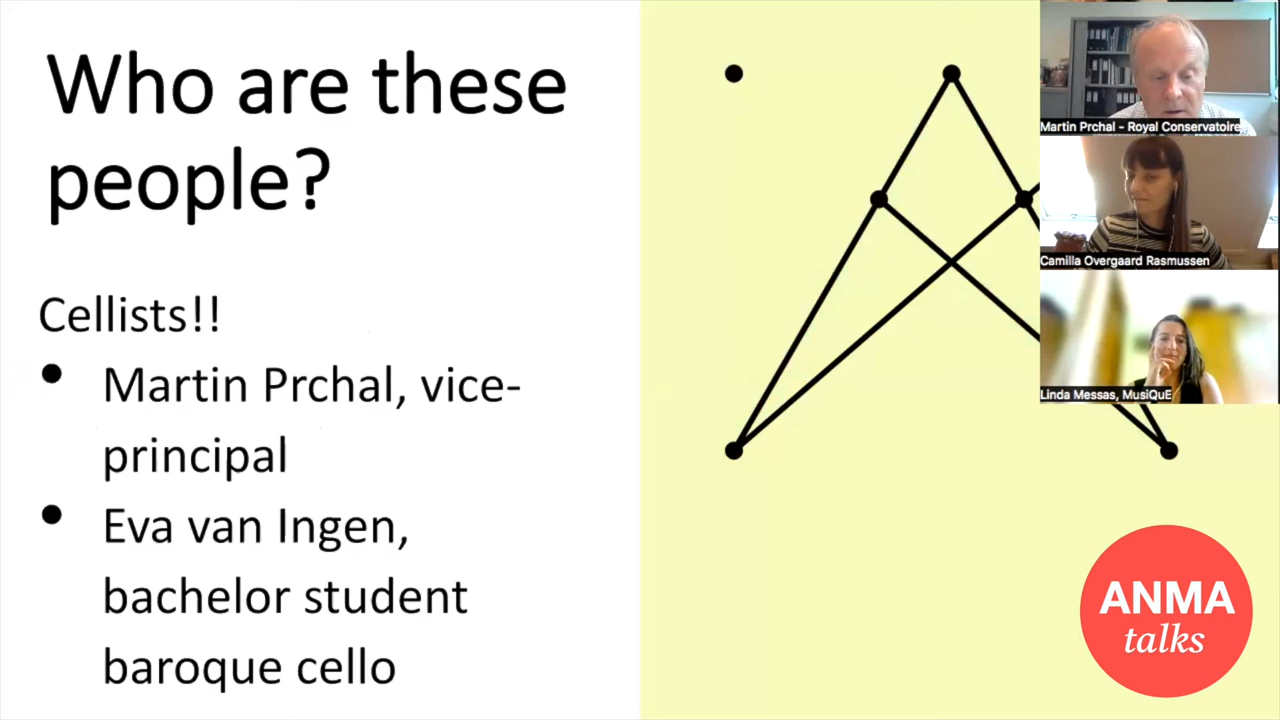 Who are these
people?
Cellists!!
• Martin Prchal, vice-
principal
• Eva van Ingen,
bachelor student
baroque cello
Martin Prchal - Royal Conservatoire
Camilla Overgaard Rasmussen
Linda Messas, MusiQuE
ANMA
talks